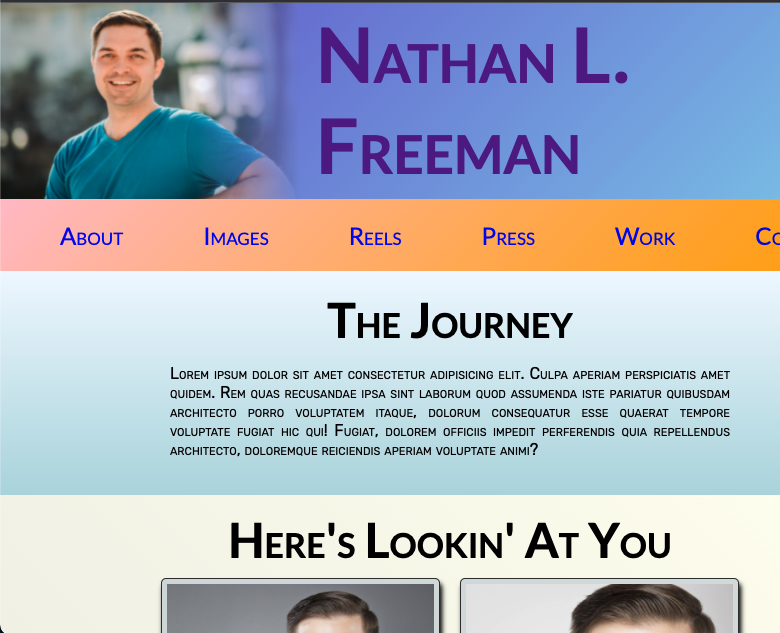 Nathan L.
Freeman
About Images Reels Press Work Co
The Journey
Lorem ipsum dolor sit amet consectetur adipisicing elit. Culpa aperiam perspiciatis amet
quidem. Rem quas recusandae ipsa sint laborum quod assumenda iste pariatur quibusdam
architecto porro voluptatem itaque, dolorum consequatur esse quaerat tempore
voluptate fugiat hic qui! Fugiat, dolorem officiis impedit perferendis quia repellendus
architecto, doloremque reiciendis aperiam voluptate animi?
Here's Lookin' At You